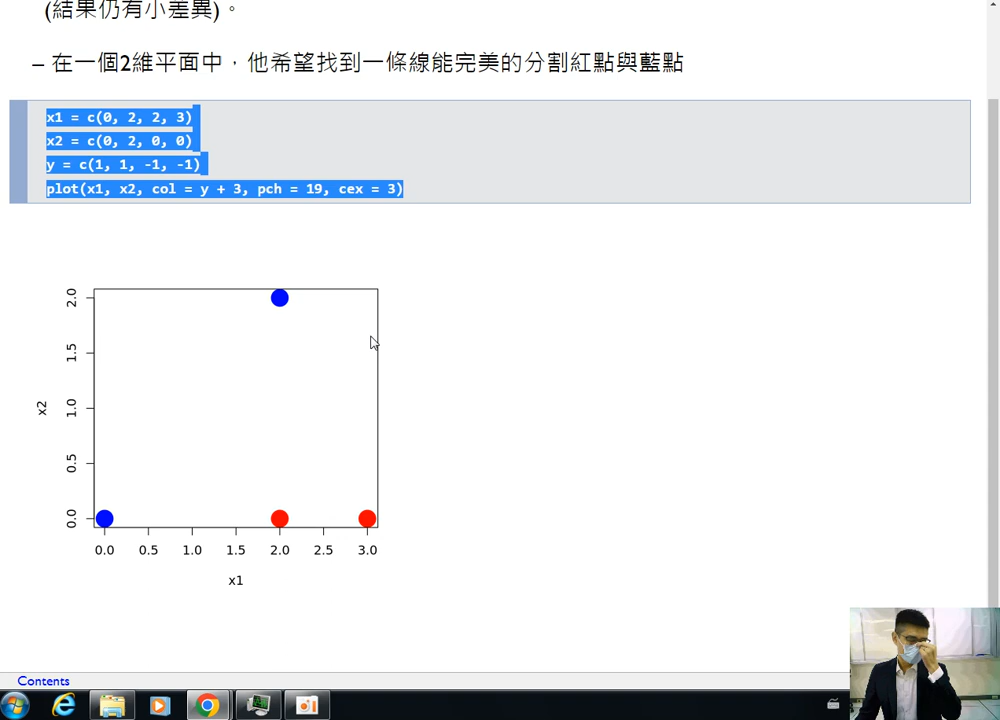 (結果仍有小差異)。
– 在一個2維平面中，他希望找到一條線能完美的分割紅點與藍點
x1 = c(0, 2, 2, 3)
x2 = c(0, 2, 0, 0)
y = c(1, 1, -1, -1)
plot(x1, x2, col = y + 3, pch = 19, cex = 3)
2.0
1.5
1.0
0.5
0.0
x2
0.0 0.5 1.0 1.5 2.0 2.5 3.0
x1
Contents